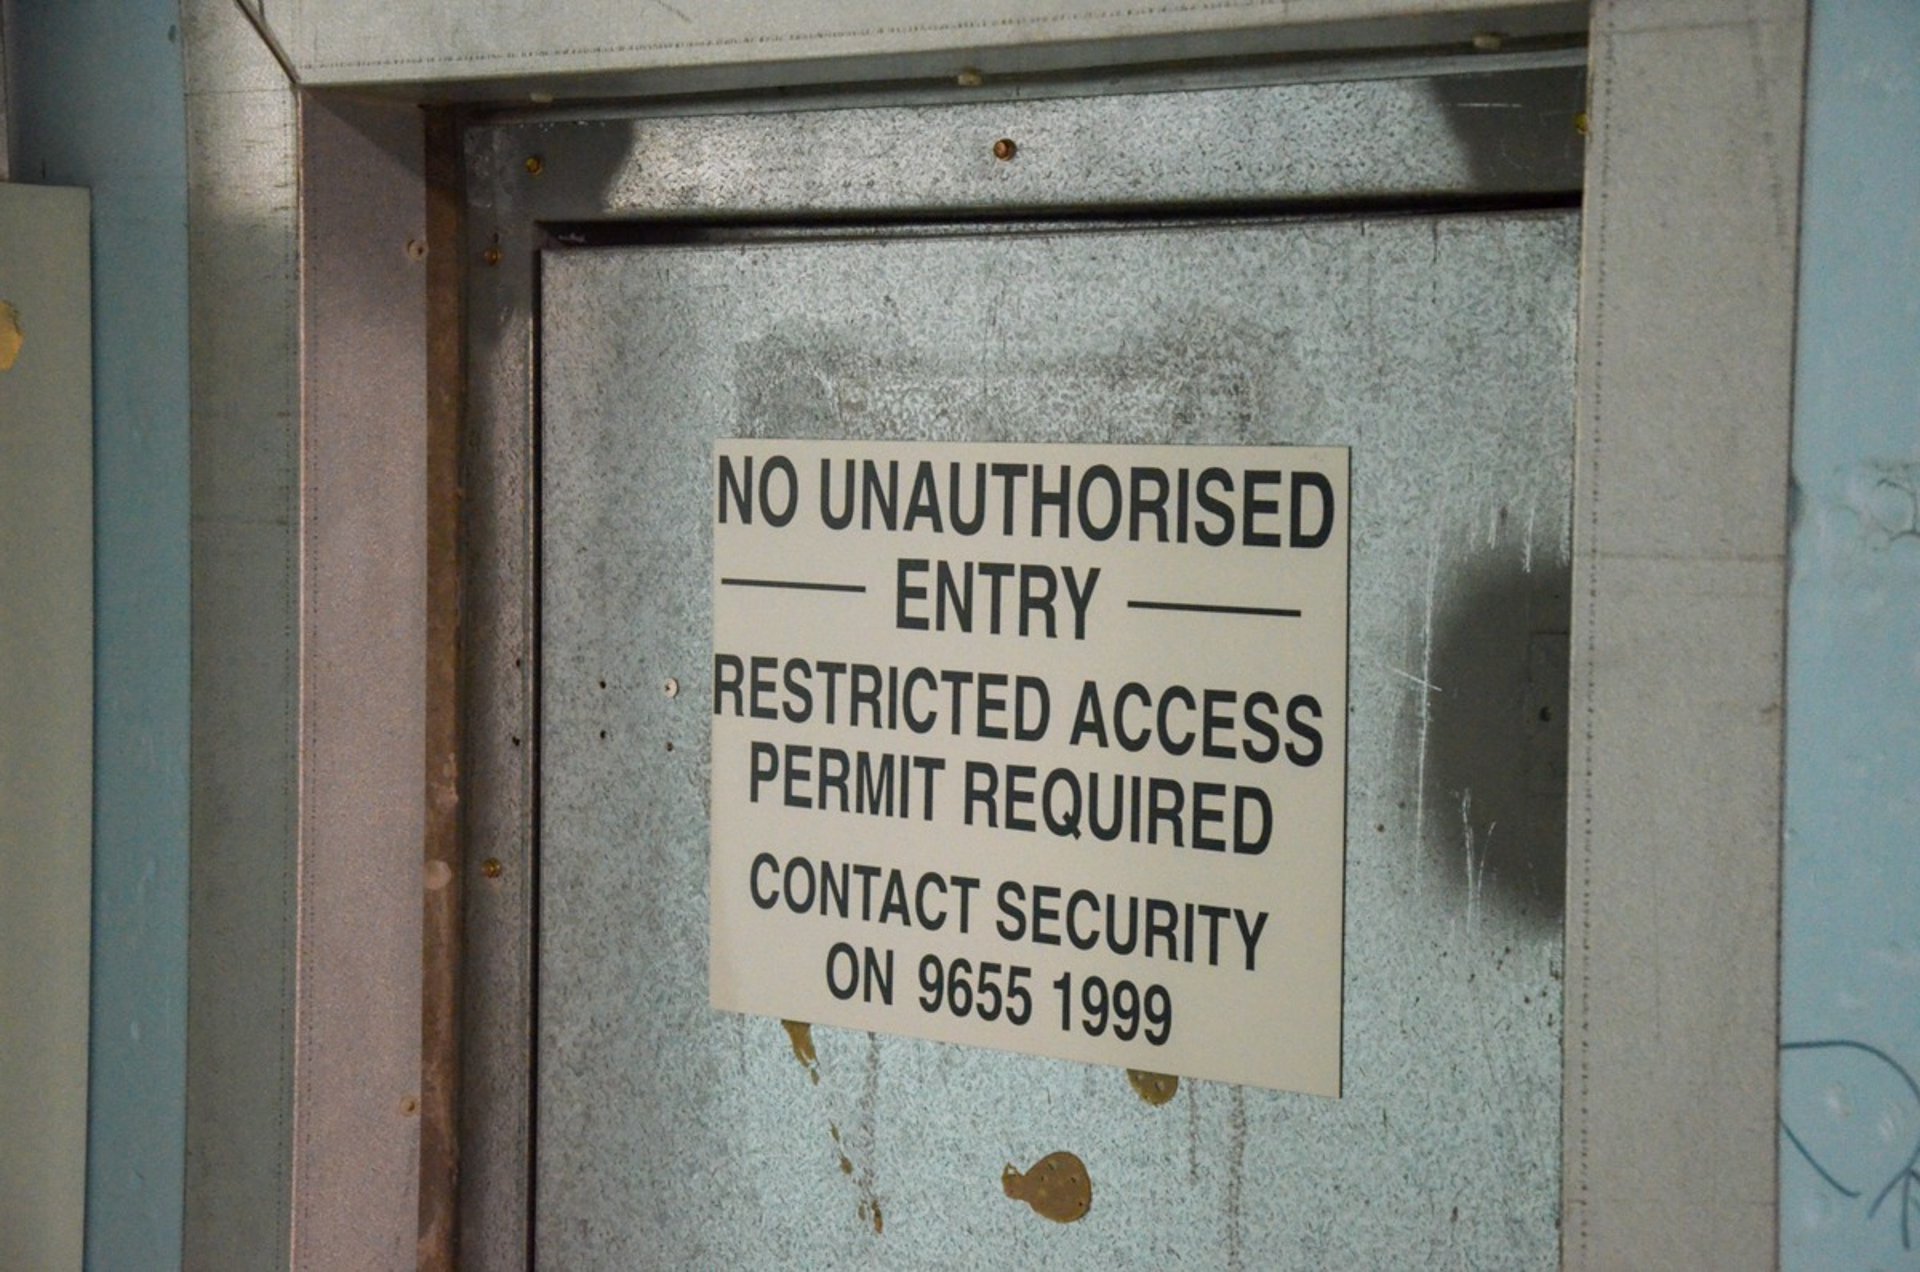 NO UNAUTHORISED
ENTRY
RESTRICTED ACCESS
PERMIT REQUIRED
CONTACT SECURITY
ON 9655 1999